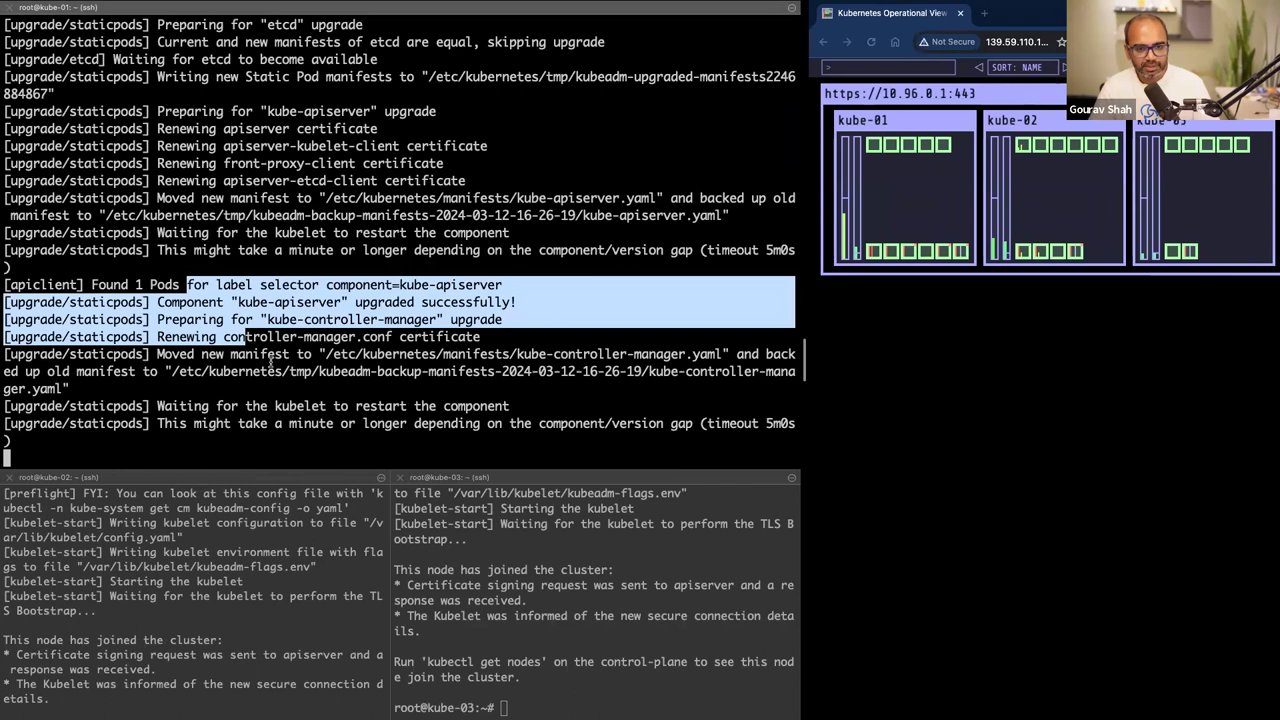 root@kube-01: ~ (ssh)
[upgrade/staticpods] Preparing for "etcd" upgrade
[upgrade/staticpods] Current and new manifests of etcd are equal, skipping upgrade
[upgrade/etcd] Waiting for etcd to become available
[upgrade/staticpods] Writing new Static Pod manifests to "/etc/kubernetes/tmp/kubeadm-upgraded-manifests2246
884867"
[upgrade/staticpods] Preparing for "kube-apiserver" upgrade
[upgrade/staticpods] Renewing apiserver certificate
[upgrade/staticpods] Renewing apiserver-kubelet-client certificate
[upgrade/staticpods] Renewing front-proxy-client certificate
[upgrade/staticpods] Renewing apiserver-etcd-client certificate
[upgrade/staticpods] Moved new manifest to "/etc/kubernetes/manifests/kube-apiserver.yaml" and backed up old
manifest to "/etc/kubernetes/tmp/kubeadm-backup-manifests-2024-03-12-16-26-19/kube-apiserver.yaml"
[upgrade/staticpods] Waiting for the kubelet to restart the component
[upgrade/staticpods] This might take a minute or longer depending on the component/version gap (timeout 5m0s
)
[apiclient] Found 1 Pods for label selector component=kube-apiserver
[upgrade/staticpods] Component "kube-apiserver" upgraded successfully!
[upgrade/staticpods] Preparing for "kube-controller-manager" upgrade
[upgrade/staticpods] Renewing controller-manager.conf certificate
[upgrade/staticpods] Moved new manifest to "/etc/kubernetes/manifests/kube-controller-manager.yaml" and back
ed up old manifest to "/etc/kubernetes/tmp/kubeadm-backup-manifests-2024-03-12-16-26-19/kube-controller-mana
ger.yaml"
[upgrade/staticpods] Waiting for the kubelet to restart the component
[upgrade/staticpods] This might take a minute or longer depending on the component/version gap (timeout 5m0s
)
root@kube-02: ~ (ssh)
[preflight] FYI: You can look at this config file with 'k
ubectl -n kube-system get cm kubeadm-config -o yaml'
[kubelet-start] Writing kubelet configuration to file "/v
ar/lib/kubelet/config.yaml"
[kubelet-start] Writing kubelet environment file with fla
gs to file "/var/lib/kubelet/kubeadm-flags.env"
[kubelet-start] Starting the kubelet
[kubelet-start] Waiting for the kubelet to perform the TL
S Bootstrap...
This node has joined the cluster:
* Certificate signing request was sent to apiserver and a
response was received.
* The Kubelet was informed of the new secure connection d
etails.
root@kube-03: ~ (ssh)
to file "/var/lib/kubelet/kubeadm-flags.env"
[kubelet-start] Starting the kubelet
[kubelet-start] Waiting for the kubelet to perform the TLS B
ootstrap...
This node has joined the cluster:
* Certificate signing request was sent to apiserver and a re
sponse was received.
* The Kubelet was informed of the new secure connection deta
ils.
Run 'kubectl get nodes' on the control-plane to see this nod
e join the cluster.
root@kube-03:~#
Kubernetes Operational View
Not Secure 139.59.110.1...
> SORT: NAME
https://10.96.0.1:443
Gourav Shah
kube-01 kube-02